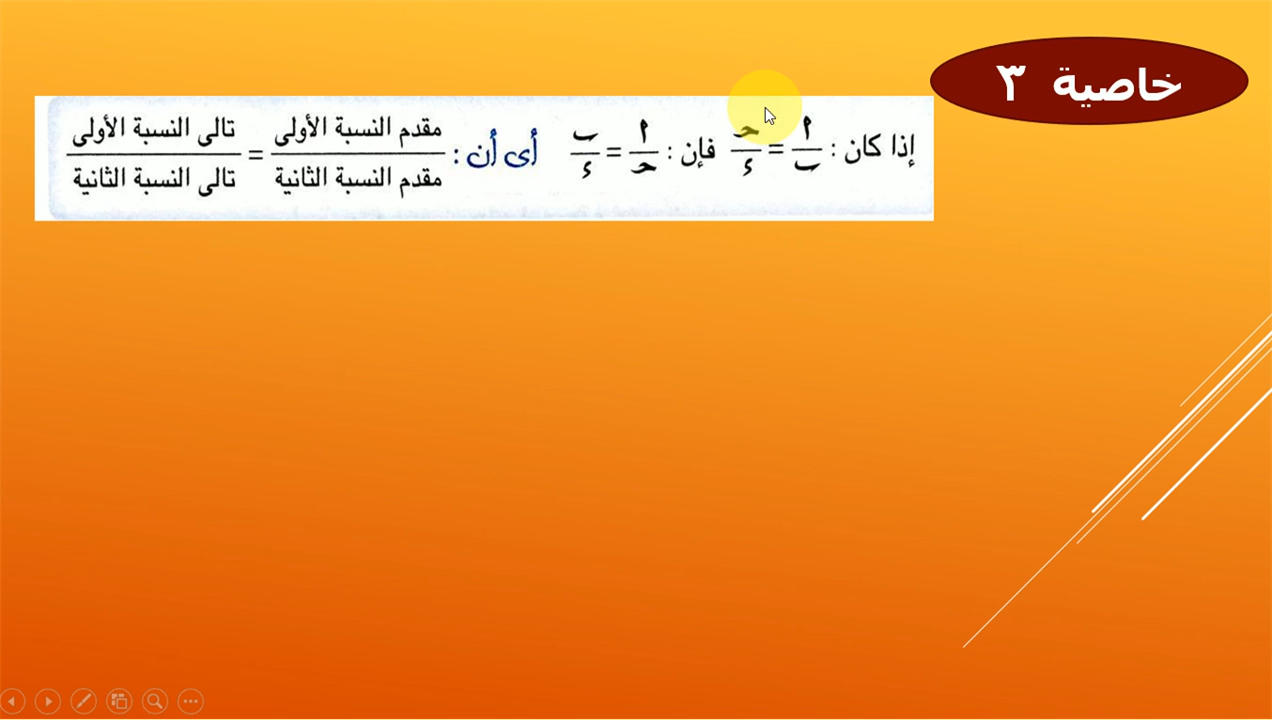 خاصية ٣
إذا كان : ا/ب = حـ/ء فإن : ا/حـ = ب/ء أى أن : مقدم النسبة الأولى/مقدم النسبة الثانية = تالى النسبة الأولى/تالى النسبة الثانية